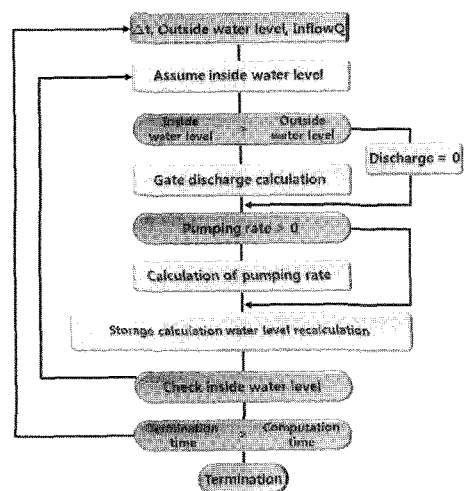 Δt, Outside water level, InflowQ
Assume inside water level
Inside water level > Outside water level
Discharge = 0
Gate discharge calculation
Pumping rate > 0
Calculation of pumping rate
Storage calculation water level recalculation
Check inside water level
Termination time > Computation time
Termination